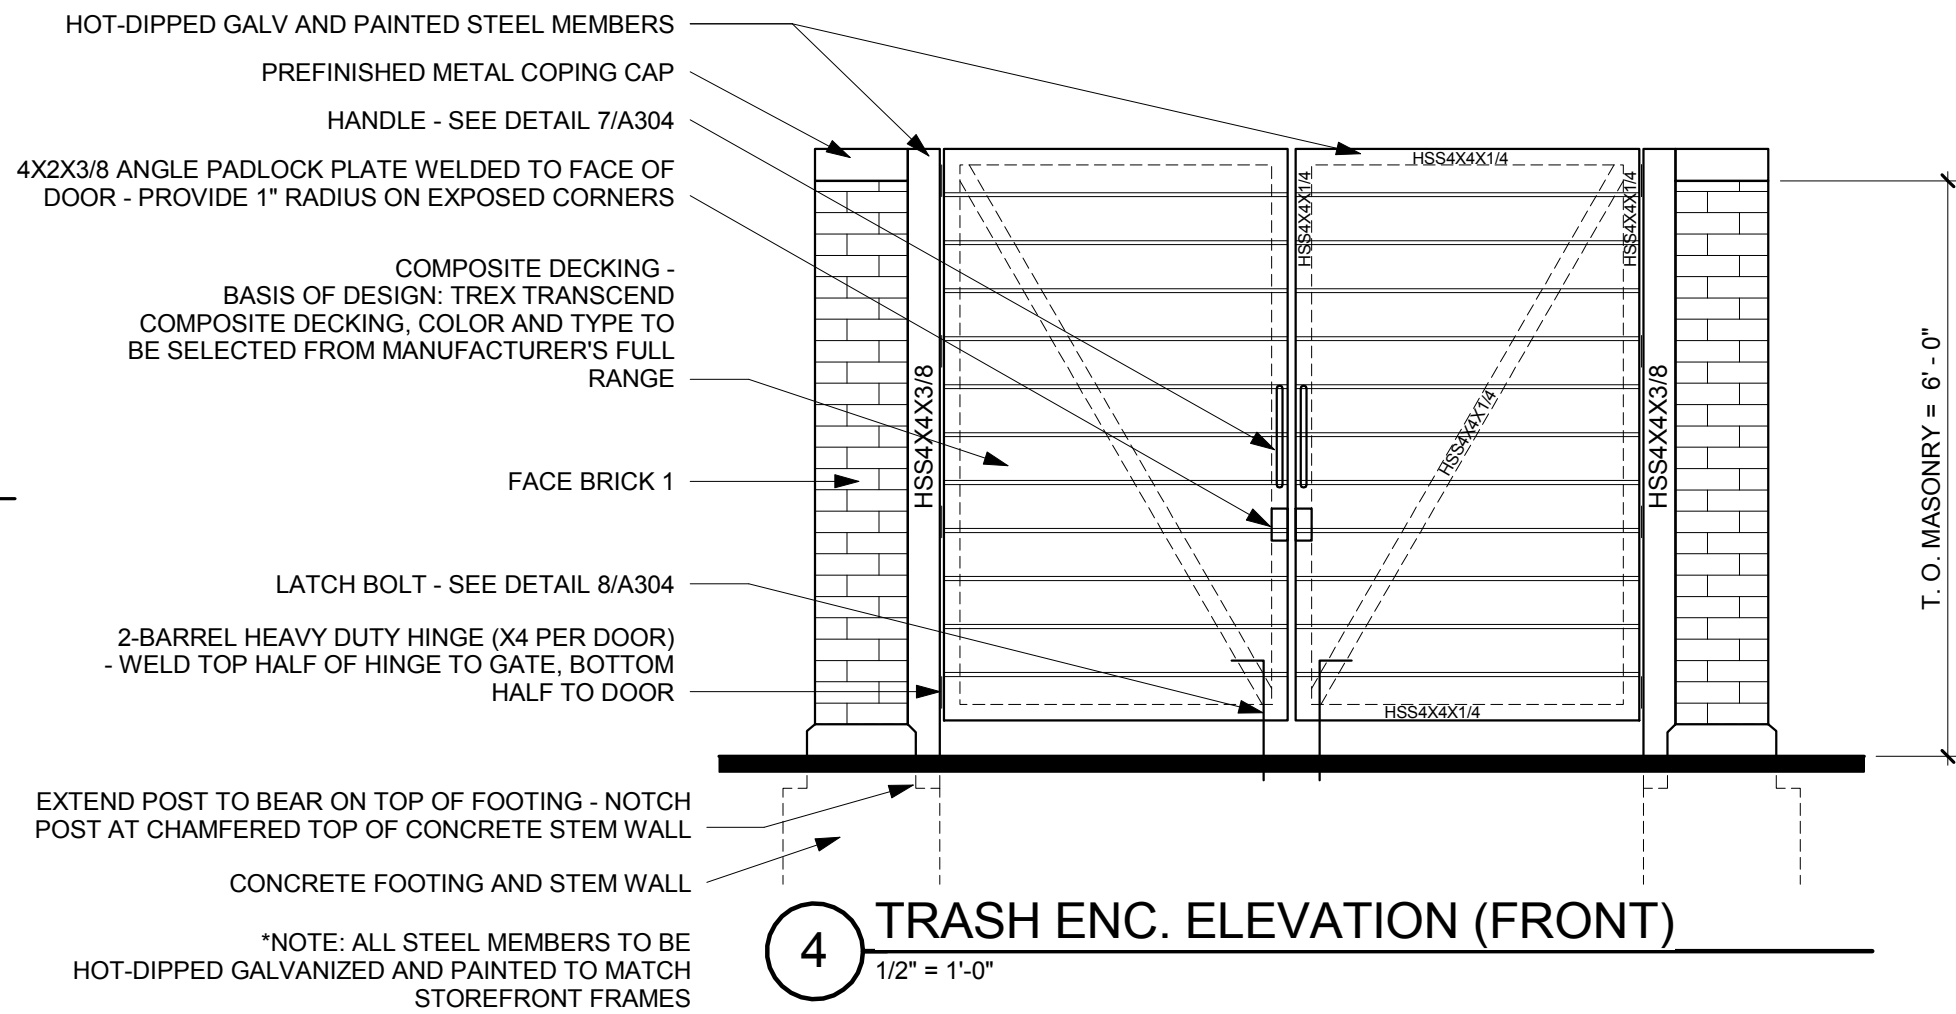 HOT-DIPPED GALV AND PAINTED STEEL MEMBERS
PREFINISHED METAL COPING CAP
HANDLE - SEE DETAIL 7/A304
4X2X3/8 ANGLE PADLOCK PLATE WELDED TO FACE OF
DOOR - PROVIDE 1" RADIUS ON EXPOSED CORNERS
COMPOSITE DECKING -
BASIS OF DESIGN: TREX TRANSCEND
COMPOSITE DECKING, COLOR AND TYPE TO
BE SELECTED FROM MANUFACTURER'S FULL
RANGE
FACE BRICK 1
LATCH BOLT - SEE DETAIL 8/A304
2-BARREL HEAVY DUTY HINGE (X4 PER DOOR)
- WELD TOP HALF OF HINGE TO GATE, BOTTOM
HALF TO DOOR
EXTEND POST TO BEAR ON TOP OF FOOTING - NOTCH
POST AT CHAMFERED TOP OF CONCRETE STEM WALL
CONCRETE FOOTING AND STEM WALL
*NOTE: ALL STEEL MEMBERS TO BE
HOT-DIPPED GALVANIZED AND PAINTED TO MATCH
STOREFRONT FRAMES
HSS4X4X3/8
HSS4X4X1/4
HSS4X4X1/4
HSS4X4X1/4
HSS4X4X1/4
HSS4X4X1/4
HSS4X4X3/8
T. O. MASONRY = 6' - 0"
4
TRASH ENC. ELEVATION (FRONT)
1/2" = 1'-0"